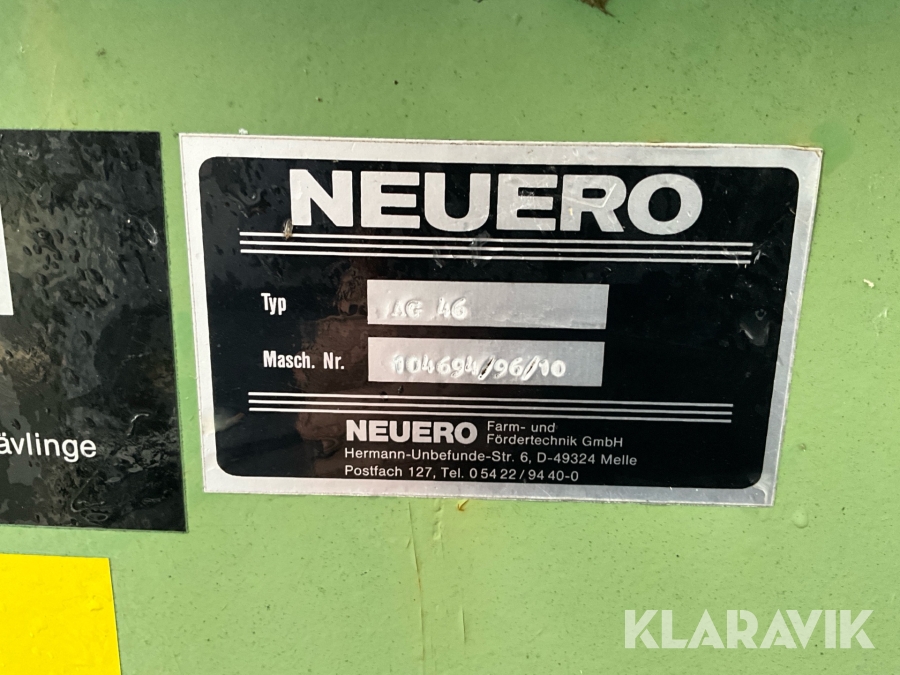 NEUERO
Typ AG 46
Masch. Nr. 104694/96/10
NEUERO Farm- und
Fördertechnik GmbH
Hermann-Unbefunde-Str. 6, D-49324 Melle
Postfach 127, Tel. 0 54 22 / 94 40-0
ävlinge
KLARAVIK